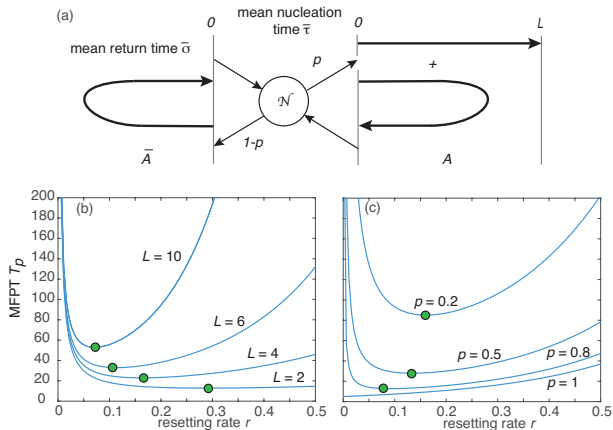 (a)
0
mean nucleation
time τ̅
0
L
mean return time σ̅
p
+
𝒩
1-p
A̅
A
(b)
MFPT Tp
200
180
160
140
120
100
80
60
40
20
0
L = 10
L = 6
L = 4
L = 2
0 0.1 0.2 0.3 0.4 0.5
resetting rate r
(c)
p = 0.2
p = 0.5
p = 0.8
p = 1
0 0.1 0.2 0.3 0.4 0.5
resetting rate r